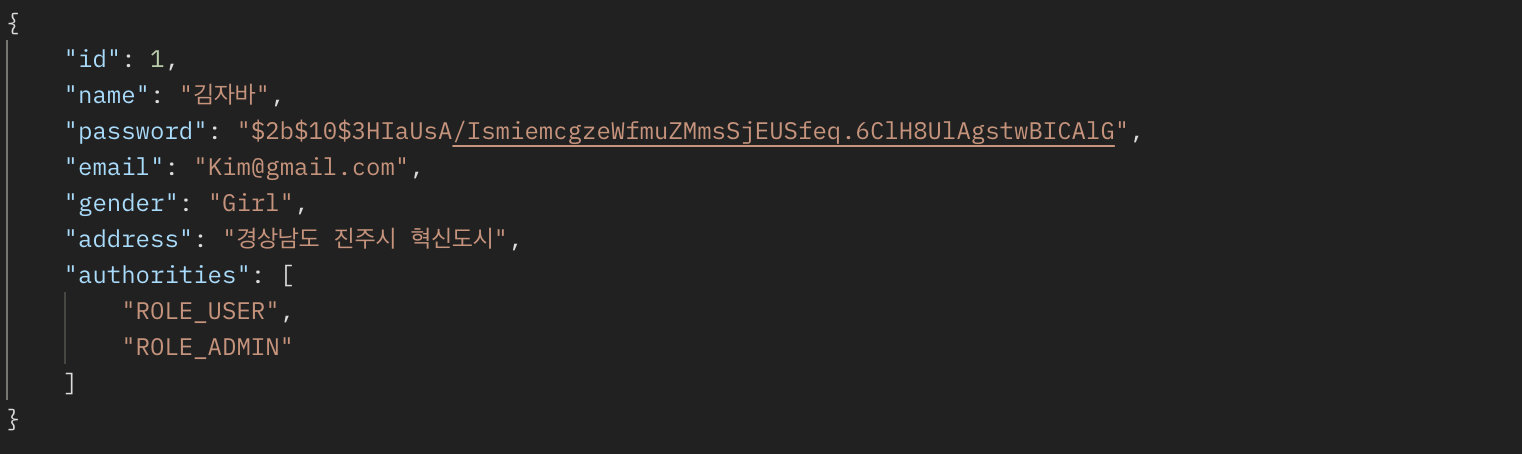 {
    "id": 1,
    "name": "김자바",
    "password": "$2b$10$3HIaUsA/IsmiemcgzeWfmuZMmsSjEUSfeq.6ClH8UlAgstwBICAlG",
    "email": "Kim@gmail.com",
    "gender": "Girl",
    "address": "경상남도 진주시 혁신도시",
    "authorities": [
        "ROLE_USER",
        "ROLE_ADMIN"
    ]
}